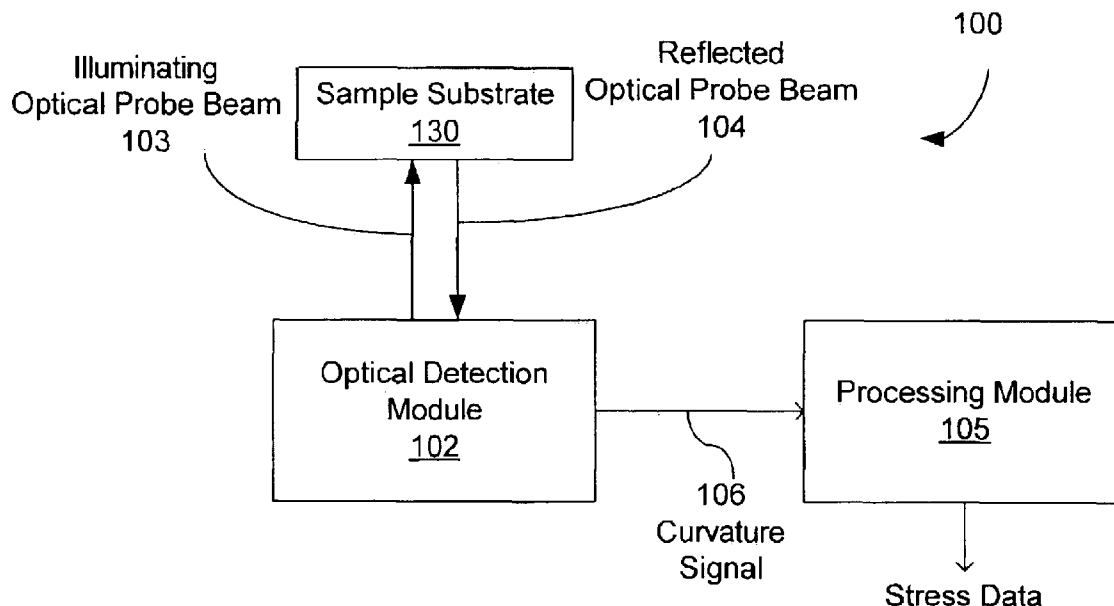 100
Illuminating
Optical Probe Beam
103
Sample Substrate
130
Reflected
Optical Probe Beam
104
Optical Detection
Module
102
106
Curvature
Signal
Processing Module
105
Stress Data